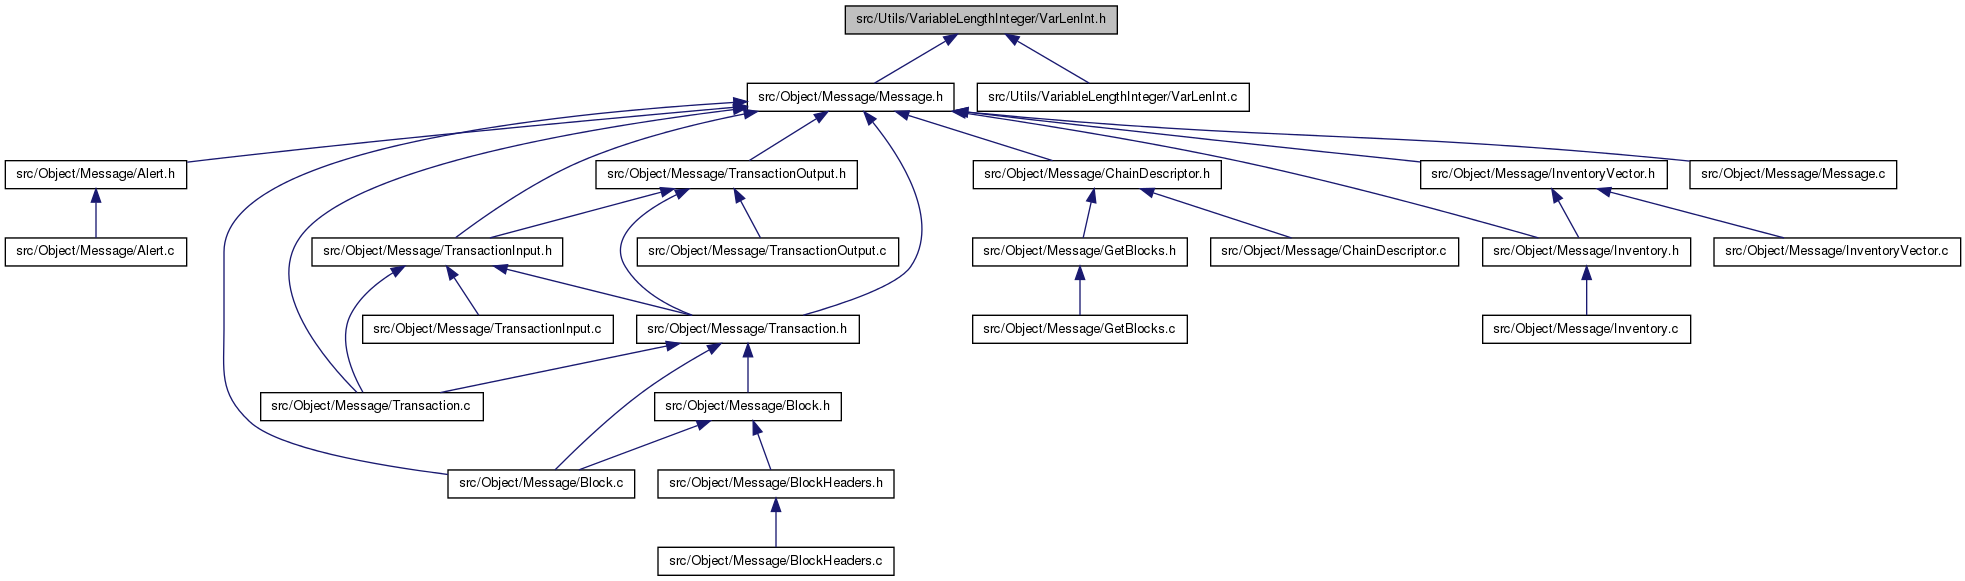 src/Utils/VariableLengthInteger/VarLenInt.h
src/Object/Message/Message.h
src/Utils/VariableLengthInteger/VarLenInt.c
src/Object/Message/Alert.h
src/Object/Message/TransactionOutput.h
src/Object/Message/ChainDescriptor.h
src/Object/Message/InventoryVector.h
src/Object/Message/Message.c
src/Object/Message/Alert.c
src/Object/Message/TransactionInput.h
src/Object/Message/TransactionOutput.c
src/Object/Message/GetBlocks.h
src/Object/Message/ChainDescriptor.c
src/Object/Message/Inventory.h
src/Object/Message/InventoryVector.c
src/Object/Message/TransactionInput.c
src/Object/Message/Transaction.h
src/Object/Message/GetBlocks.c
src/Object/Message/Inventory.c
src/Object/Message/Transaction.c
src/Object/Message/Block.h
src/Object/Message/Block.c
src/Object/Message/BlockHeaders.h
src/Object/Message/BlockHeaders.c